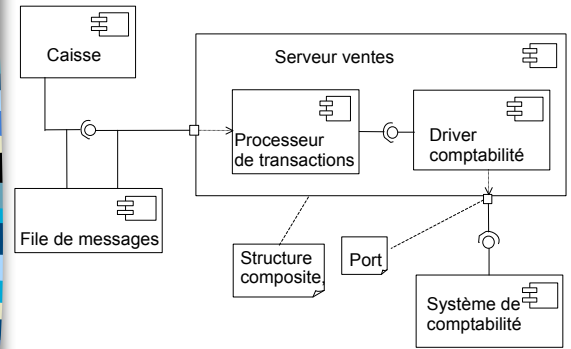 Caisse
Serveur ventes
Processeur
de transactions
Driver
comptabilité
File de messages
Structure
composite
Port
Système de
comptabilité